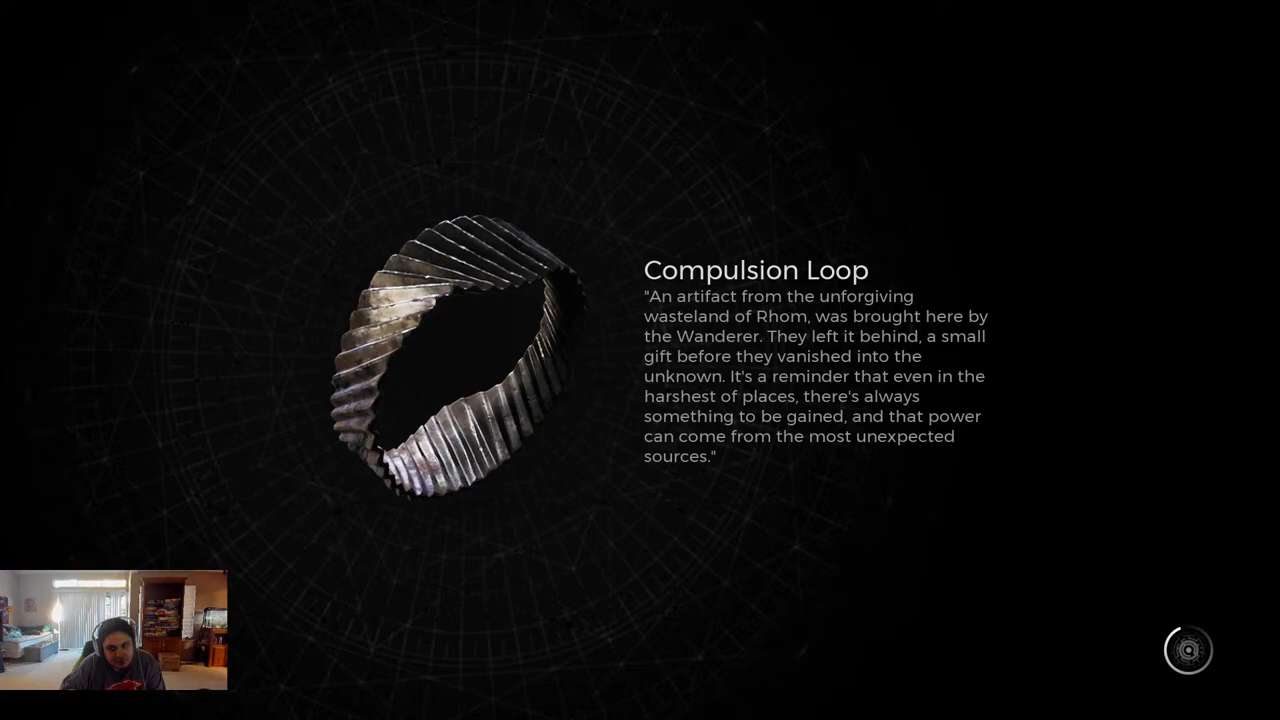 Compulsion Loop
"An artifact from the unforgiving
wasteland of Rhom, was brought here by
the Wanderer. They left it behind, a small
gift before they vanished into the
unknown. It's a reminder that even in the
harshest of places, there's always
something to be gained, and that power
can come from the most unexpected
sources."